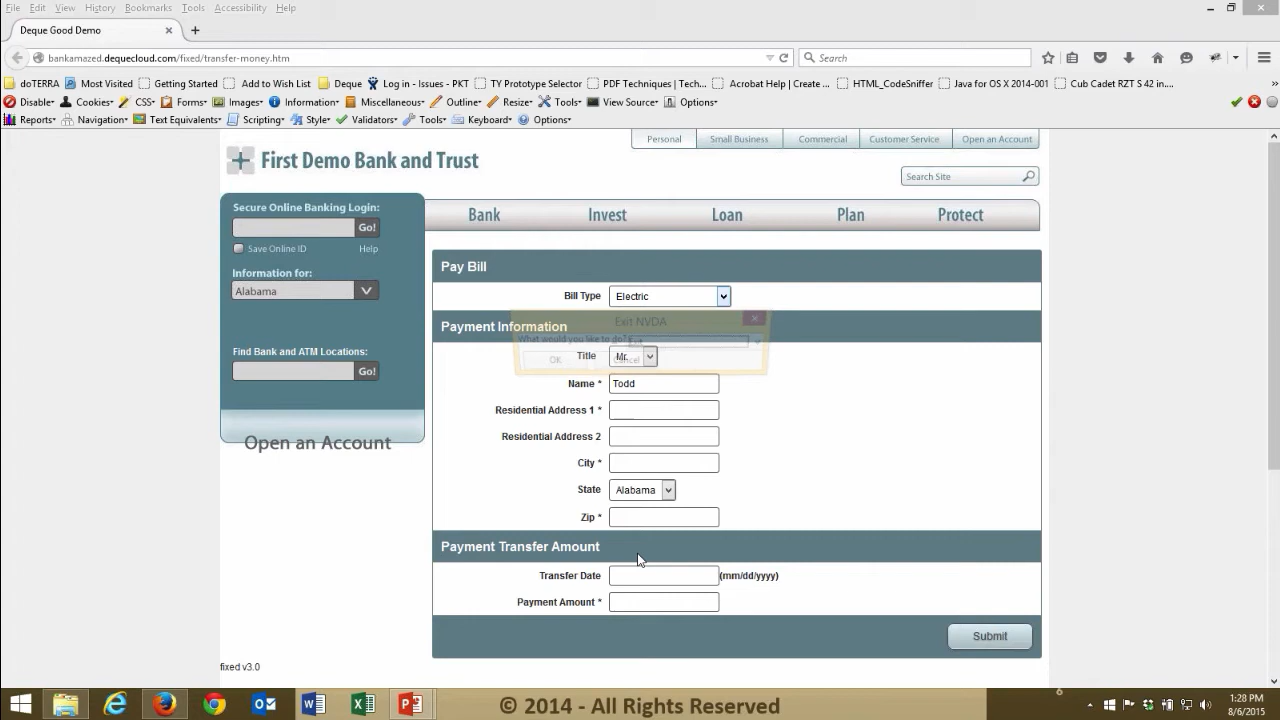 File Edit View History Bookmarks Tools Accessibility Help
Deque Good Demo
bankamazed.dequecloud.com/fixed/transfer-money.htm
Search
doTERRA Most Visited Getting Started Add to Wish List Deque Log in - Issues - PKT TY Prototype Selector PDF Techniques | Tech... Acrobat Help | Create ... HTML_CodeSniffer Java for OS X 2014-001 Cub Cadet RZT S 42 in....
Disable Cookies CSS Forms Images Information Miscellaneous Outline Resize Tools View Source Options
Reports Navigation Text Equivalents Scripting Style Validators Tools Keyboard Options
Personal Small Business Commercial Customer Service Open an Account
First Demo Bank and Trust
Search Site
Secure Online Banking Login:
Go!
Save Online ID Help
Information for:
Alabama
Find Bank and ATM Locations:
Go!
Open an Account
Bank Invest Loan Plan Protect
Pay Bill
Bill Type Electric
Exit NVDA
Payment Information
What would you like to do? Exit
Title Mr.
OK Cancel
Name * Todd
Residential Address 1 *
Residential Address 2
City *
State Alabama
Zip *
Payment Transfer Amount
Transfer Date (mm/dd/yyyy)
Payment Amount *
Submit
fixed v3.0
© 2014 - All Rights Reserved
6
1:28 PM
8/6/2015